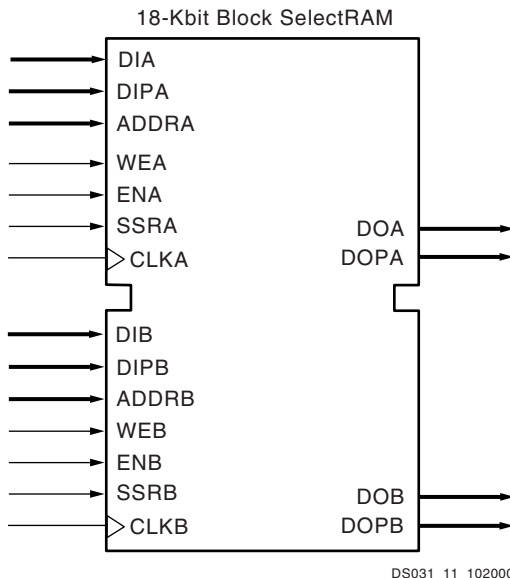 18-Kbit Block SelectRAM
DIA
DIPA
ADDRA
WEA
ENA
SSRA
CLKA
DOA
DOPA
DIB
DIPB
ADDRB
WEB
ENB
SSRB
CLKB
DOB
DOPB
DS031_11_102000